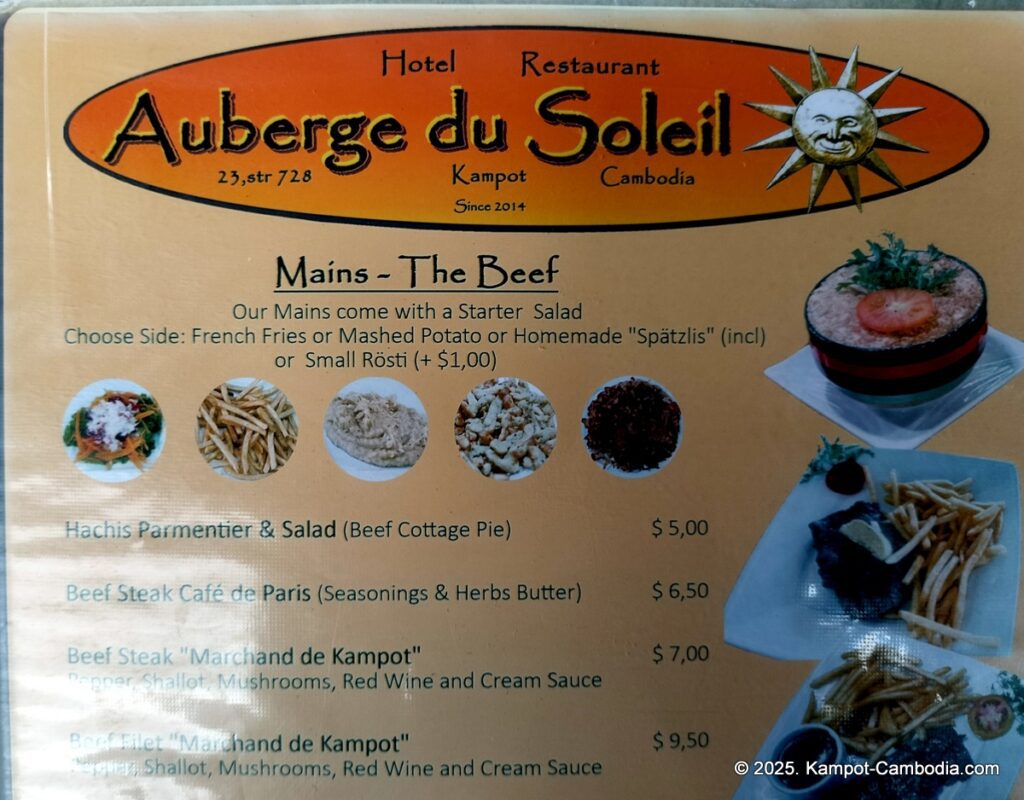 Hotel Restaurant
Auberge du Soleil
23,str 728 Kampot Cambodia
Since 2014
Mains - The Beef
Our Mains come with a Starter Salad
Choose Side: French Fries or Mashed Potato or Homemade "Spätzlis" (incl)
or Small Rösti (+ $1,00)
Hachis Parmentier & Salad (Beef Cottage Pie) $ 5,00
Beef Steak Café de Paris (Seasonings & Herbs Butter) $ 6,50
Beef Steak "Marchand de Kampot" $ 7,00
Pepper, Shallot, Mushrooms, Red Wine and Cream Sauce
Beef Filet "Marchand de Kampot" $ 9,50
Pepper, Shallot, Mushrooms, Red Wine and Cream Sauce
© 2025. Kampot-Cambodia.com